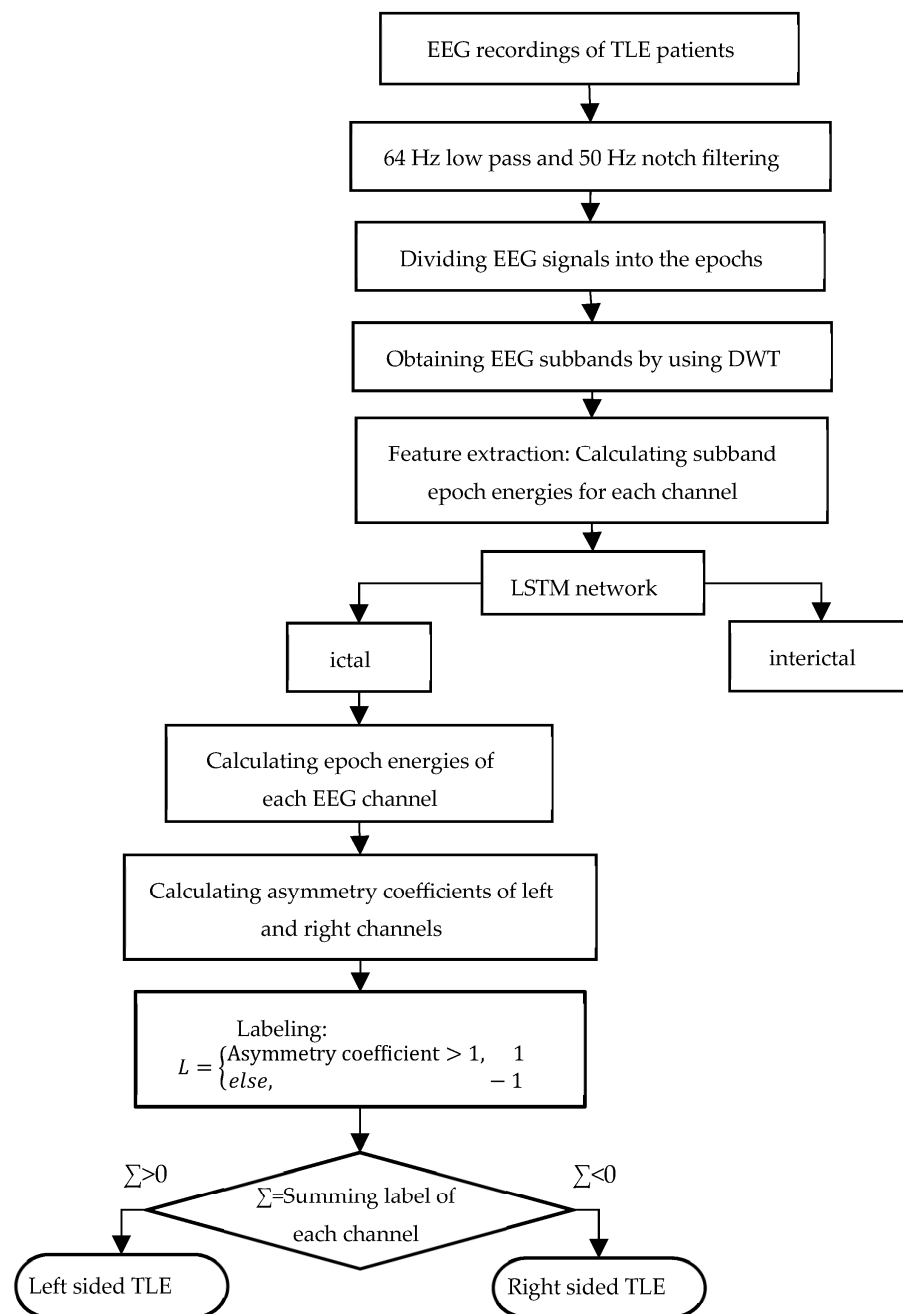 EEG recordings of TLE patients
64 Hz low pass and 50 Hz notch filtering
Dividing EEG signals into the epochs
Obtaining EEG subbands by using DWT
Feature extraction: Calculating subband
epoch energies for each channel
LSTM network
ictal
interictal
Calculating epoch energies of
each EEG channel
Calculating asymmetry coefficients of left
and right channels
Labeling:
L = { Asymmetry coefficient > 1, 1
else, − 1
∑>0
∑<0
∑=Summing label of
each channel
Left sided TLE
Right sided TLE